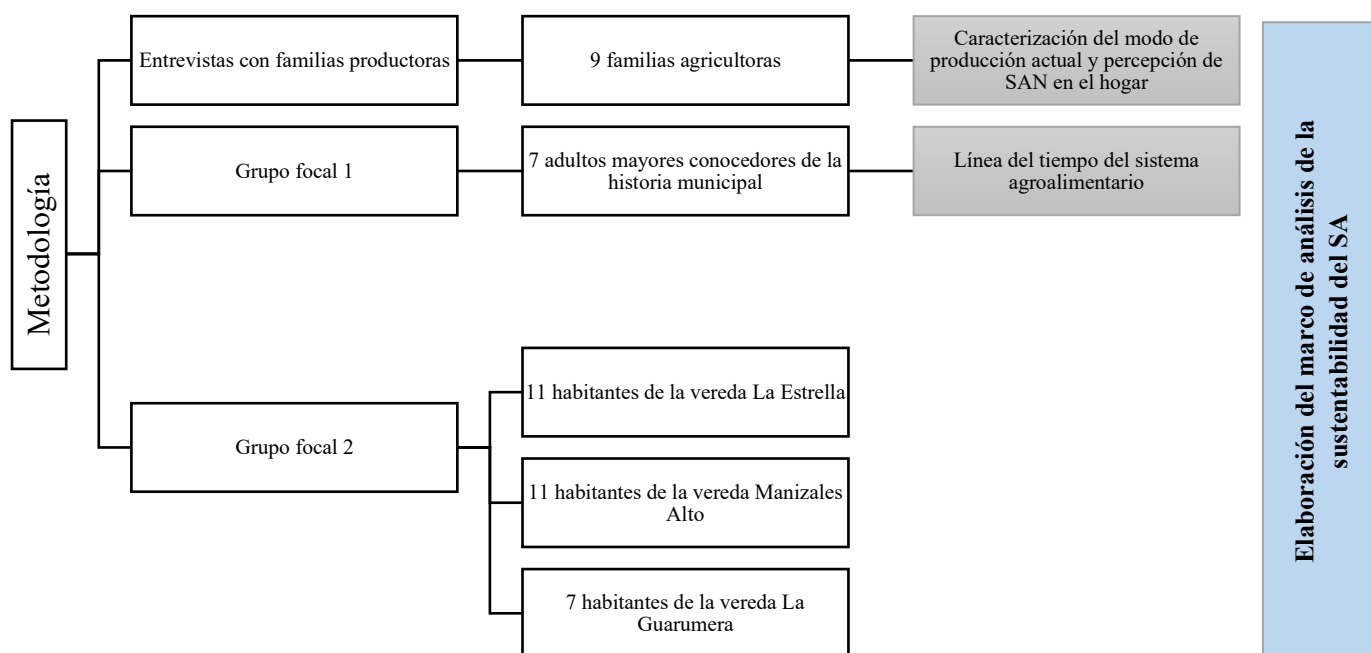 Metodología
Entrevistas con familias productoras
9 familias agricultoras
Caracterización del modo de
producción actual y percepción de
SAN en el hogar
Grupo focal 1
7 adultos mayores conocedores de la
historia municipal
Línea del tiempo del sistema
agroalimentario
Grupo focal 2
11 habitantes de la vereda La Estrella
11 habitantes de la vereda Manizales
Alto
7 habitantes de la vereda La
Guarumera
Elaboración del marco de análisis de la
sustentabilidad del SA